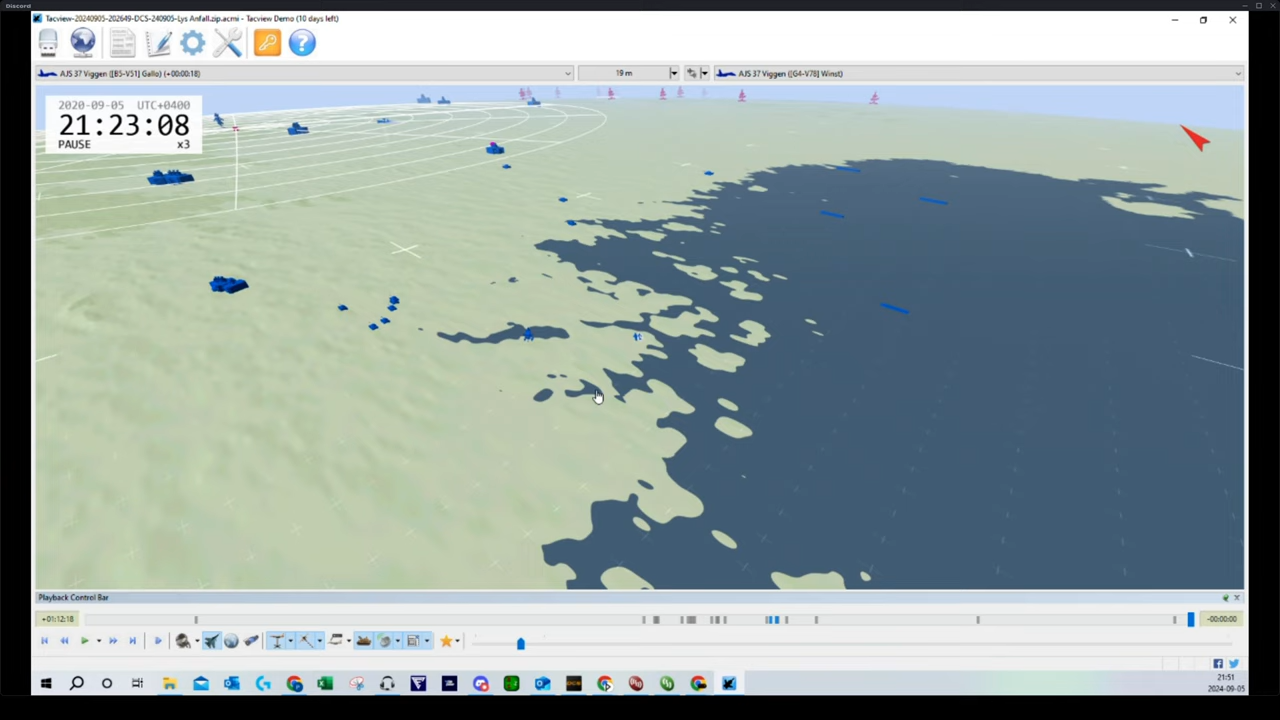 Discord
Tacview-20240905-202649-DCS-240905-Lys Anfall.zip.acmi - Tacview Demo (10 days left)
AJS 37 Viggen ([B5-V51] Gallo) (+00:00:18)
19 m
AJS 37 Viggen ([G4-V78] Winst)
2020-09-05 UTC+0400
21:23:08
PAUSE x3
Playback Control Bar
+01:12:18
-00:00:00
21:51
2024-09-05